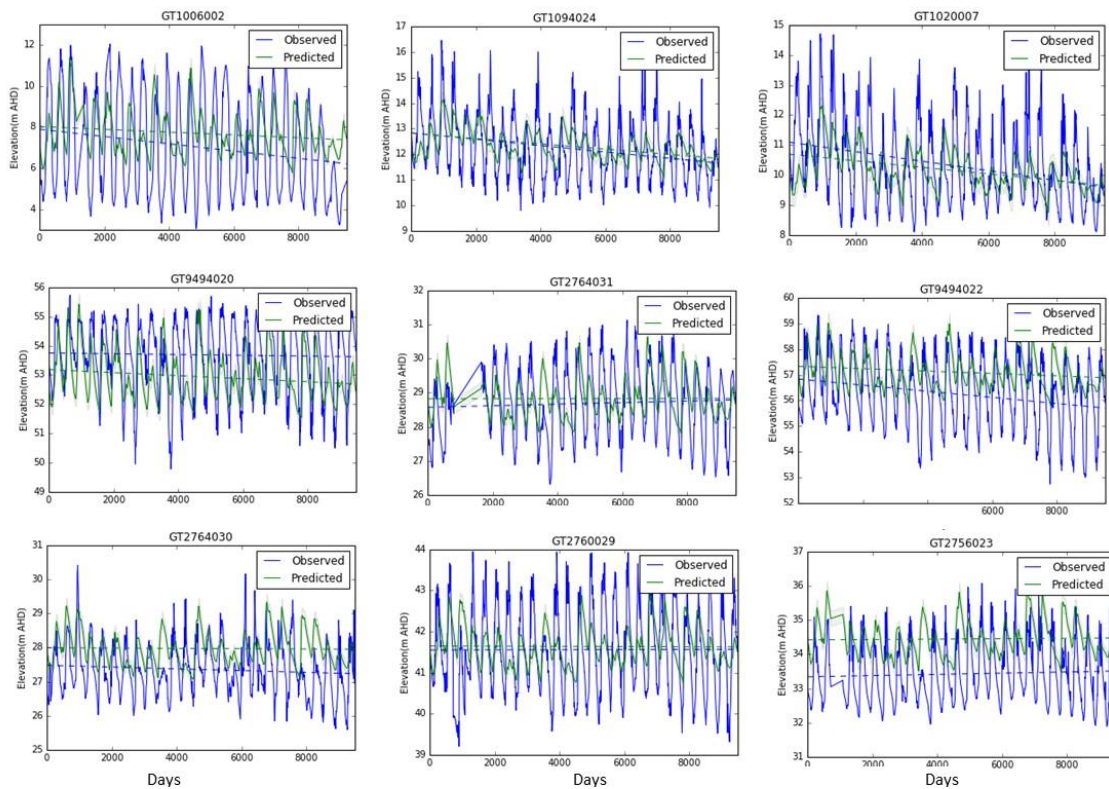 GT1006002
12
10
8
6
4
Elevation(m AHD)
Observed
Predicted
0 2000 4000 6000 8000
GT1094024
17
16
15
14
13
12
11
10
9
Elevation(m AHD)
Observed
Predicted
0 2000 4000 6000 8000
GT1020007
15
14
13
12
11
10
9
8
Elevation(m AHD)
Observed
Predicted
0 2000 4000 6000 8000
GT9494020
56
55
54
53
52
51
50
49
Elevation(m AHD)
Observed
Predicted
0 2000 4000 6000 8000
GT2764031
32
31
30
29
28
27
26
Elevation(m AHD)
Observed
Predicted
0 2000 4000 6000 8000
GT9494022
60
59
58
57
56
55
54
53
52
Elevation(m AHD)
Observed
Predicted
6000 8000
GT2764030
31
30
29
28
27
26
25
Elevation(m AHD)
Observed
Predicted
0 2000 4000 6000 8000
Days
GT2760029
44
43
42
41
40
39
Elevation(m AHD)
Observed
Predicted
0 2000 4000 6000 8000
GT2756023
37
36
35
34
33
32
31
Elevation(m AHD)
Observed
Predicted
0 2000 4000 6000 8000
Days
Days